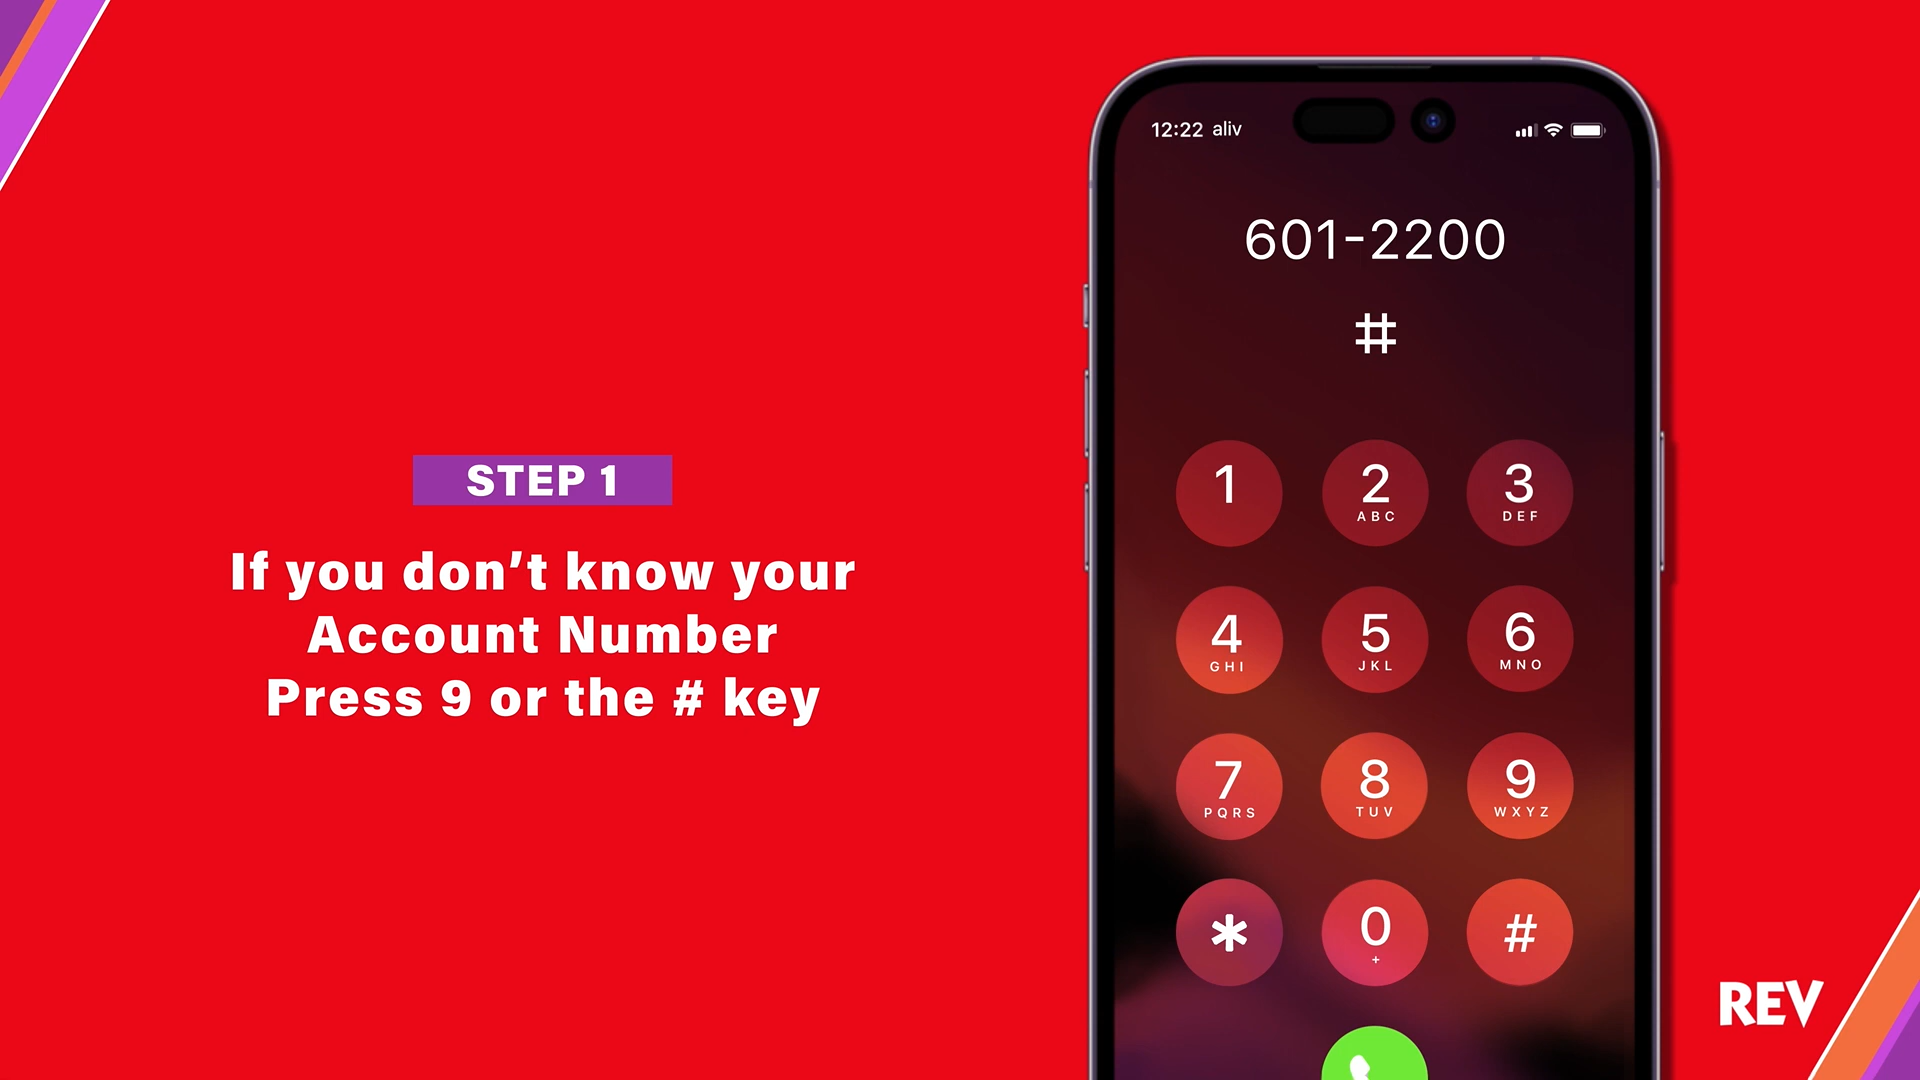 STEP 1
If you don’t know your
Account Number
Press 9 or the # key
12:22 aliv
601-2200
#
1
2
ABC
3
DEF
4
GHI
5
JKL
6
MNO
7
PQRS
8
TUV
9
WXYZ
*
0
+
#
REV